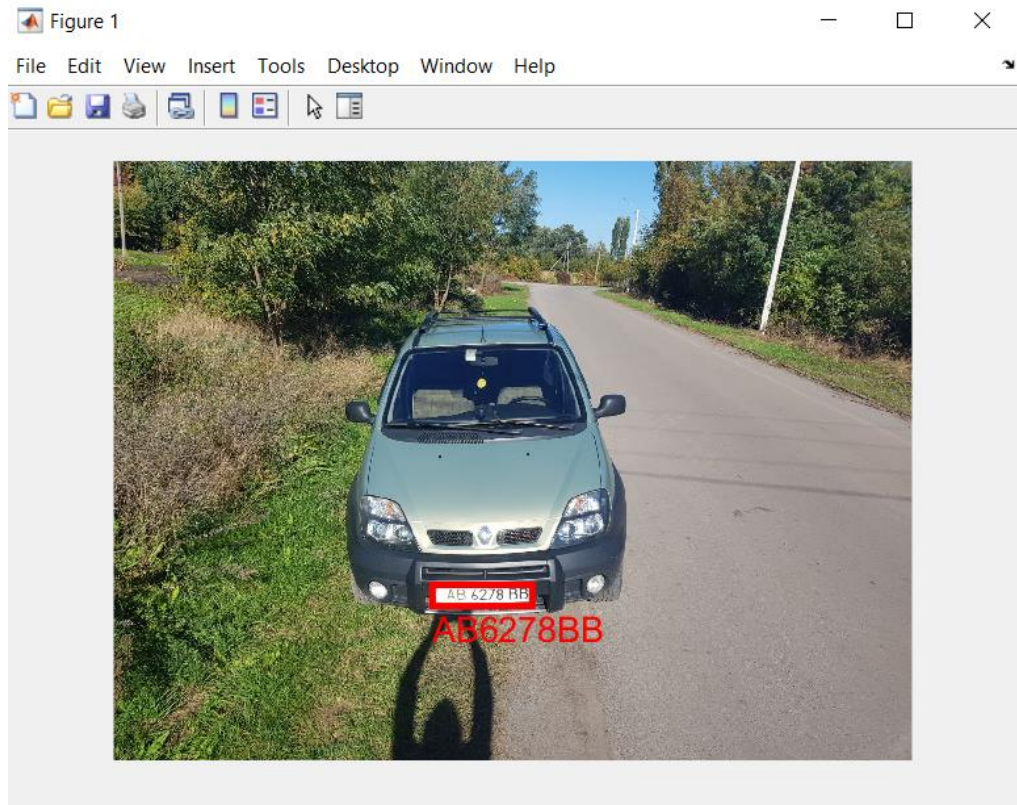 Figure 1
File Edit View Insert Tools Desktop Window Help
AB 6278 BB
AB6278BB